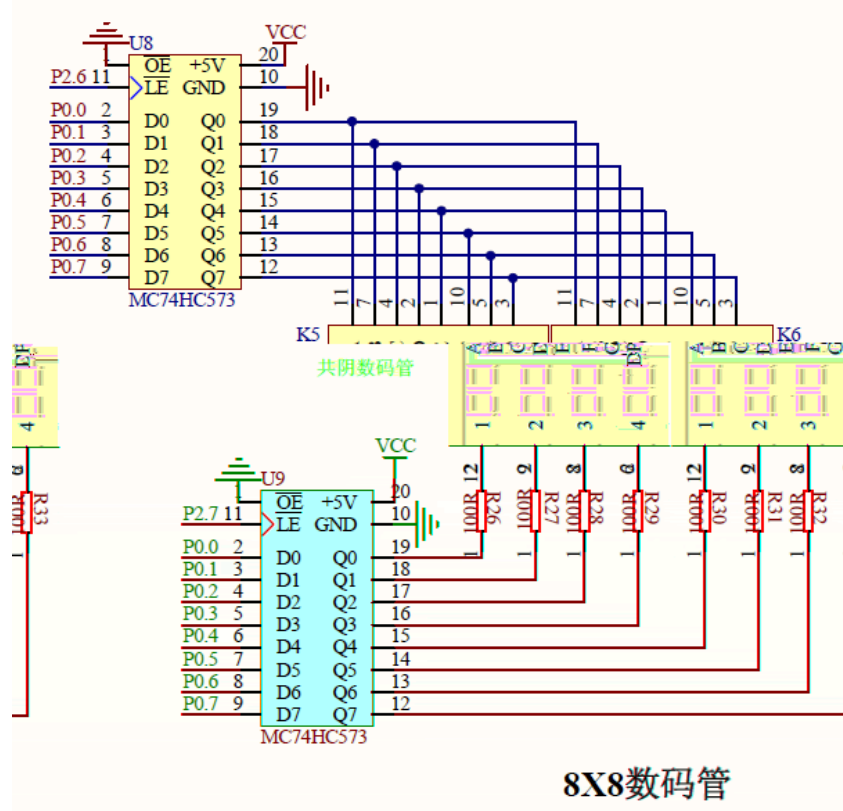 VCC
U8
20
OE +5V
P2.6 11 LE GND 10
P0.0 2 D0 Q0 19
P0.1 3 D1 Q1 18
P0.2 4 D2 Q2 17
P0.3 5 D3 Q3 16
P0.4 6 D4 Q4 15
P0.5 7 D5 Q5 14
P0.6 8 D6 Q6 13
P0.7 9 D7 Q7 12
MC74HC573
11 7 4 2 1 10 5 3
11 7 4 2 1 10 5 3
K5
K6
共阴数码管
4
1 2 3 4
1 2 3
12 9 8 6
12 9 8
R33
R26 R27 R28 R29 R30 R31 R32
1 1 1 1 1 1 1 1
VCC
U9
20
OE +5V
P2.7 11 LE GND 10
P0.0 2 D0 Q0 19
P0.1 3 D1 Q1 18
P0.2 4 D2 Q2 17
P0.3 5 D3 Q3 16
P0.4 6 D4 Q4 15
P0.5 7 D5 Q5 14
P0.6 8 D6 Q6 13
P0.7 9 D7 Q7 12
MC74HC573
8X8数码管